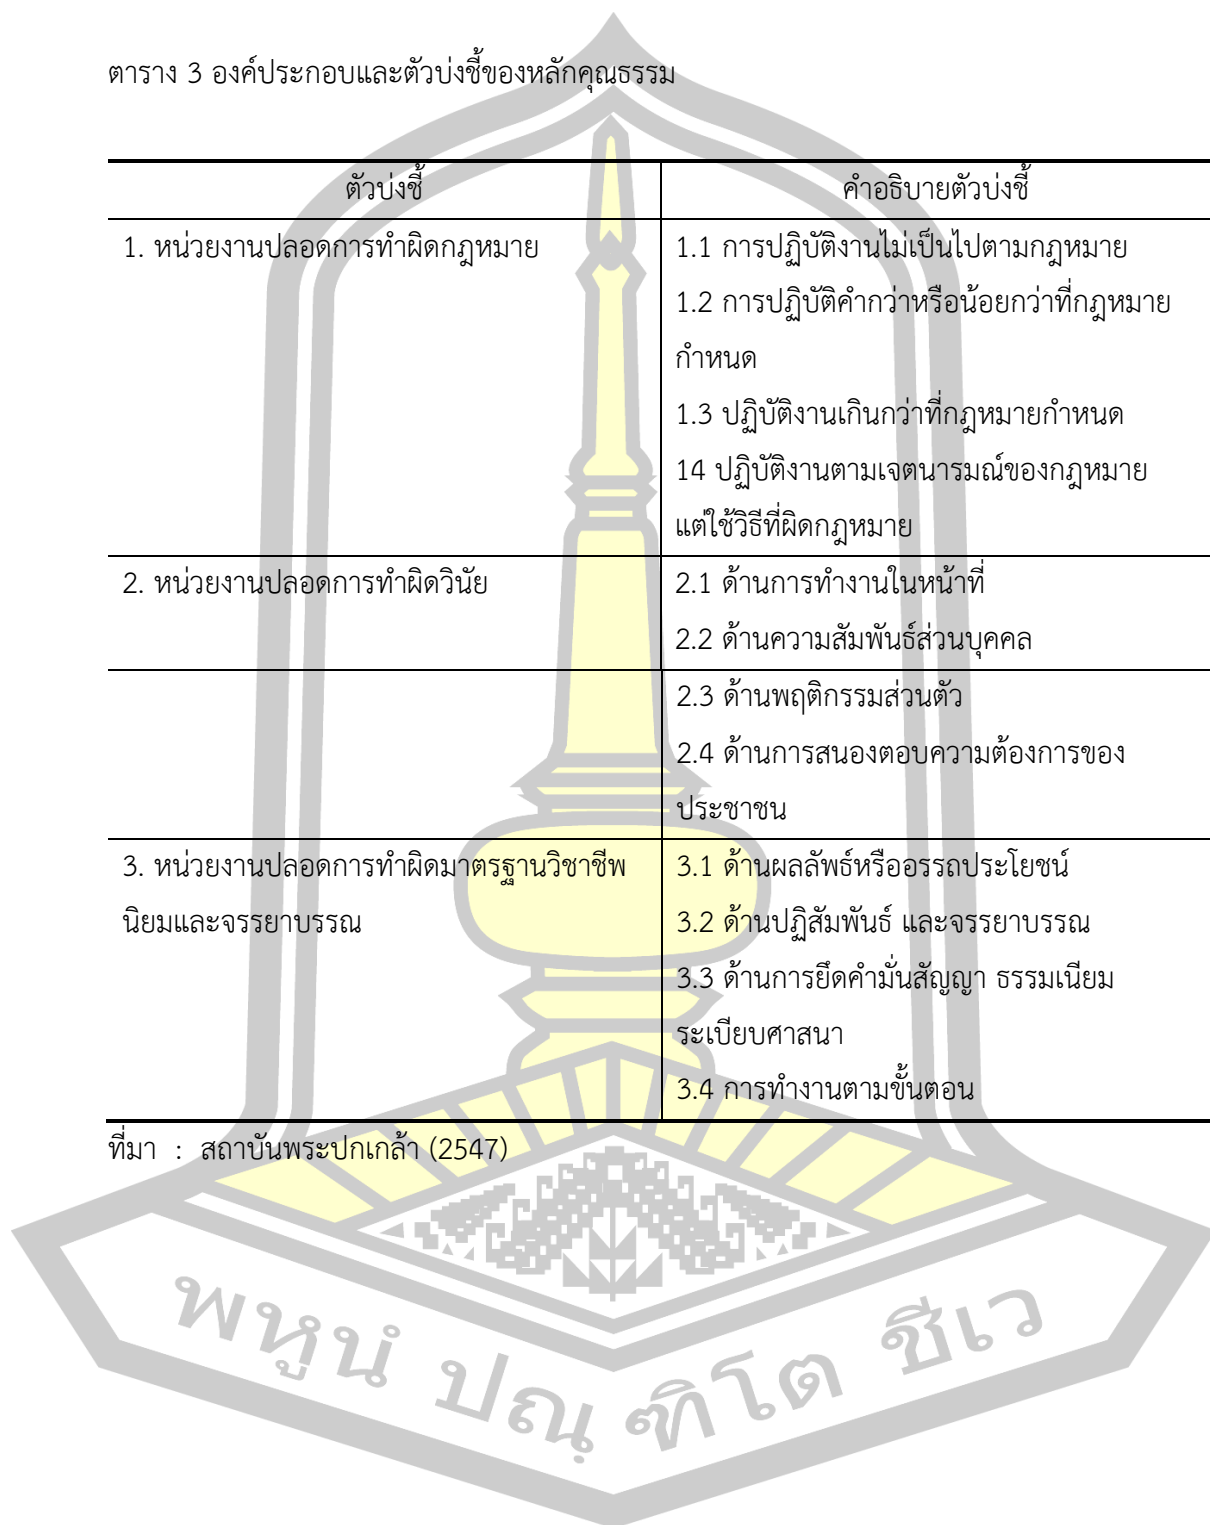 ตาราง 3 องค์ประกอบและตัวบ่งชี้ของหลักคุณธรรม
ตัวบ่งชี้
คำอธิบายตัวบ่งชี้
1. หน่วยงานปลอดการทำผิดกฎหมาย
1.1 การปฏิบัติงานไม่เป็นไปตามกฎหมาย
1.2 การปฏิบัติคำกว่าหรือน้อยกว่าที่กฎหมาย
กำหนด
1.3 ปฏิบัติงานเกินกว่าที่กฎหมายกำหนด
14 ปฏิบัติงานตามเจตนารมณ์ของกฎหมาย
แต่ใช้วิธีที่ผิดกฎหมาย
2. หน่วยงานปลอดการทำผิดวินัย
2.1 ด้านการทำงานในหน้าที่
2.2 ด้านความสัมพันธ์ส่วนบุคคล
2.3 ด้านพฤติกรรมส่วนตัว
2.4 ด้านการสนองตอบความต้องการของ
ประชาชน
3. หน่วยงานปลอดการทำผิดมาตรฐานวิชาชีพ
นิยมและจรรยาบรรณ
3.1 ด้านผลลัพธ์หรืออรรถประโยชน์
3.2 ด้านปฏิสัมพันธ์ และจรรยาบรรณ
3.3 ด้านการยึดคำมั่นสัญญา ธรรมเนียม
ระเบียบศาสนา
3.4 การทำงานตามขั้นตอน
ที่มา : สถาบันพระปกเกล้า (2547)
พหูนํ ปณฺฑิโต ชีเว